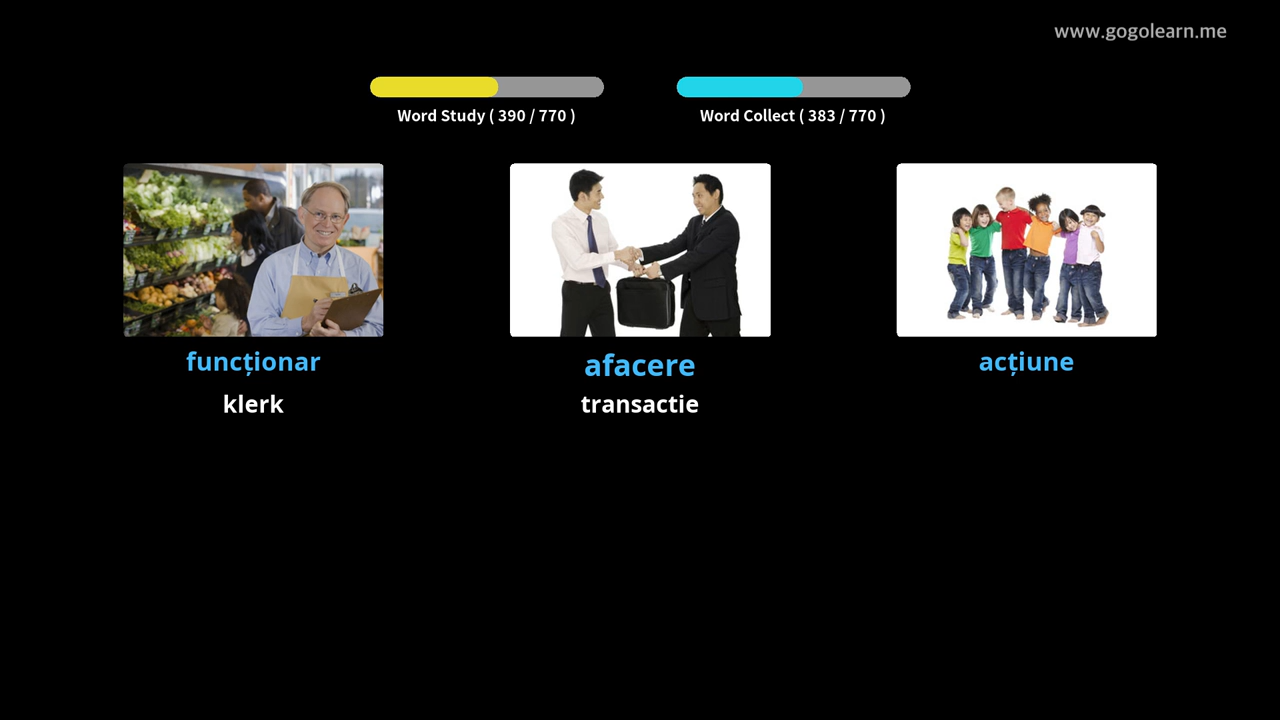 www.gogolearn.me
Word Study ( 390 / 770 )
Word Collect ( 383 / 770 )
funcționar
afacere
acțiune
klerk
transactie